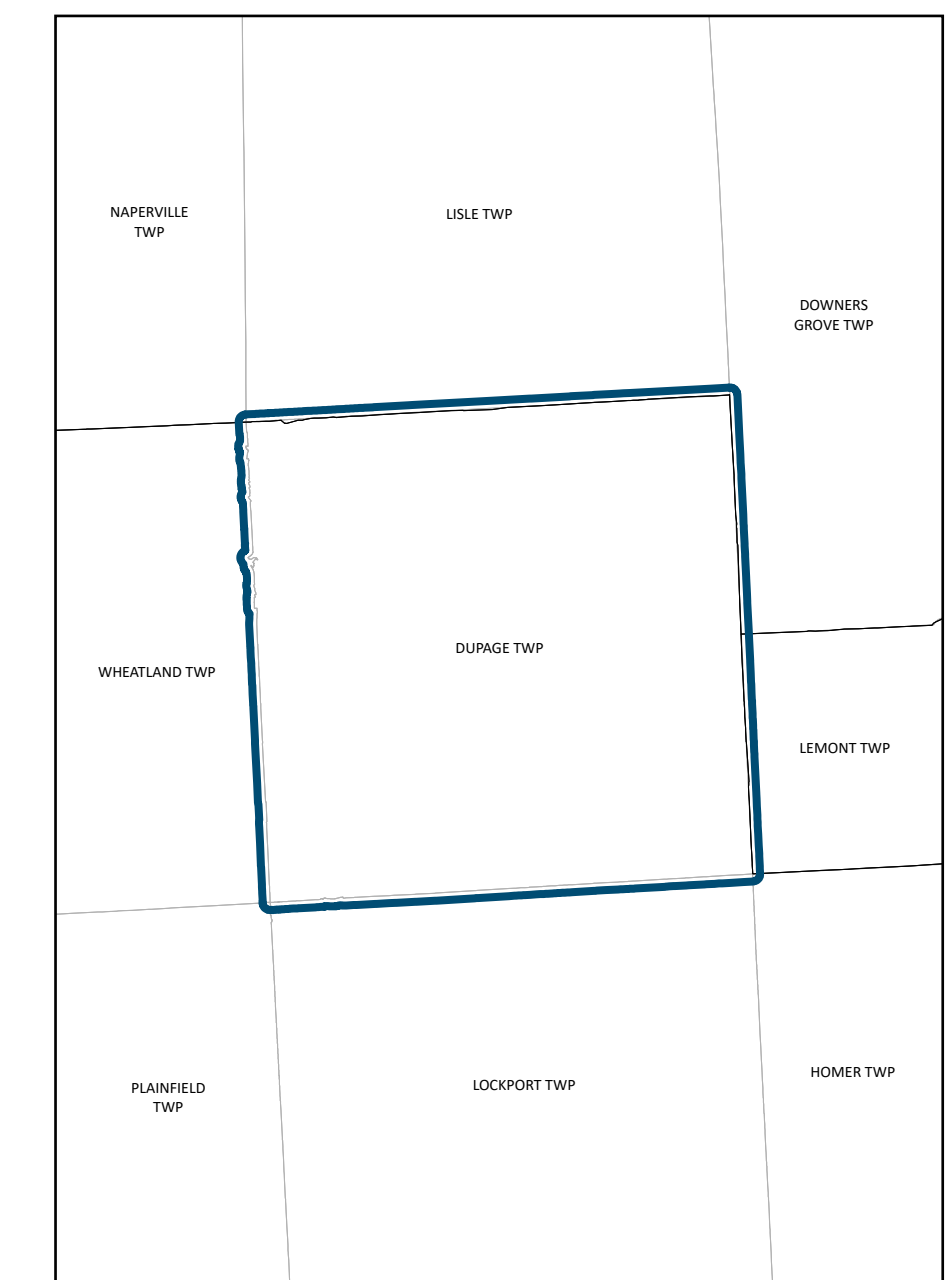 NAPERVILLE
TWP
LISLE TWP
DOWNERS
GROVE TWP
DUPAGE TWP
WHEATLAND TWP
LEMONT TWP
PLAINFIELD
TWP
LOCKPORT TWP
HOMER TWP